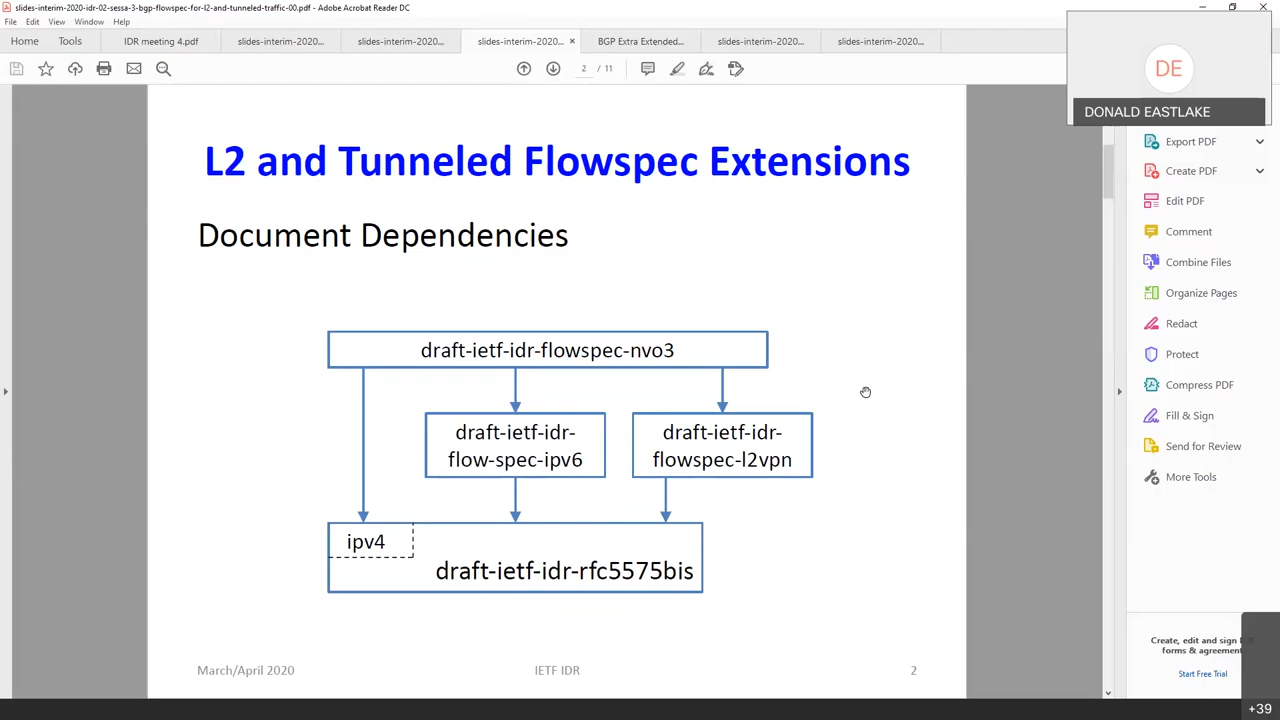 slides-interim-2020-idr-02-sessa-3-bgp-flowspec-for-l2-and-tunneled-traffic-00.pdf - Adobe Acrobat Reader DC
File Edit View Window Help
Home Tools IDR meeting 4.pdf slides-interim-2020... slides-interim-2020... slides-interim-2020... × BGP Extra Extended... slides-interim-2020... slides-interim-2020...
2 / 11
DE
DONALD EASTLAKE
L2 and Tunneled Flowspec Extensions
Document Dependencies
draft-ietf-idr-flowspec-nvo3
draft-ietf-idr-
flow-spec-ipv6
draft-ietf-idr-
flowspec-l2vpn
ipv4
draft-ietf-idr-rfc5575bis
March/April 2020 IETF IDR 2
Export PDF
Create PDF
Edit PDF
Comment
Combine Files
Organize Pages
Redact
Protect
Compress PDF
Fill & Sign
Send for Review
More Tools
Create, edit and sign
forms & agreement
Start Free Trial
+39